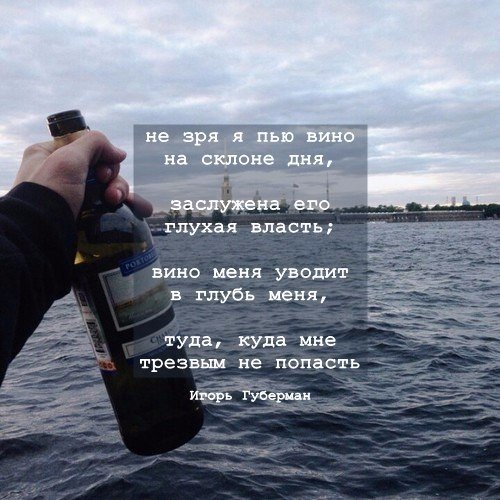 не зря я пью вино
на склоне дня,
заслужена его
глухая власть;
вино меня уводит
в глубь меня,
туда, куда мне
трезвым не попасть
Игорь Губерман